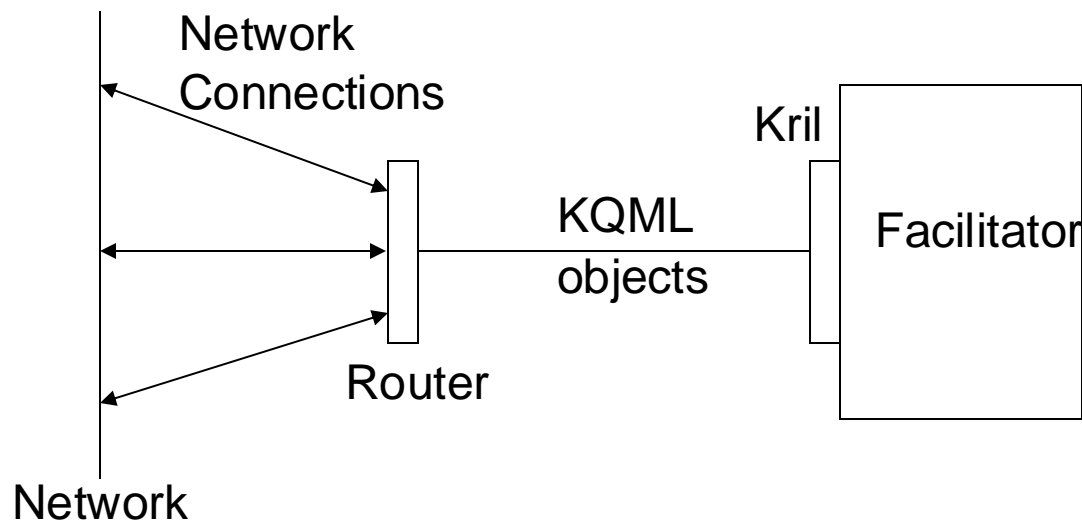 Network
Connections
Kril
KQML
objects
Facilitator
Router
Network